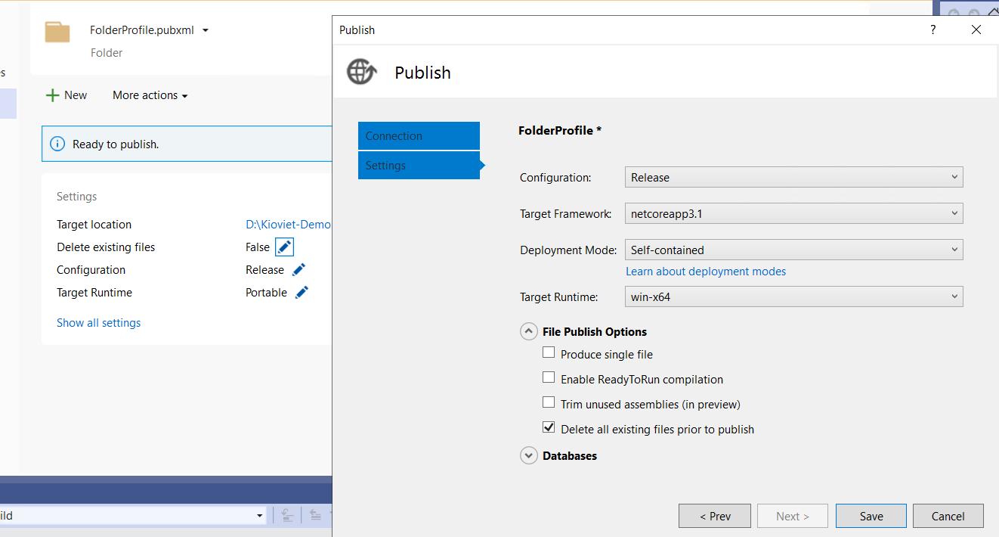 FolderProfile.pubxml
Folder
New More actions
Ready to publish.
Settings
Target location D:\Kioviet-Demo
Delete existing files False
Configuration Release
Target Runtime Portable
Show all settings
Publish ?
Publish
Connection
Settings
FolderProfile *
Configuration: Release
Target Framework: netcoreapp3.1
Deployment Mode: Self-contained
Learn about deployment modes
Target Runtime: win-x64
File Publish Options
Produce single file
Enable ReadyToRun compilation
Trim unused assemblies (in preview)
Delete all existing files prior to publish
Databases
< Prev Next > Save Cancel
s
ild